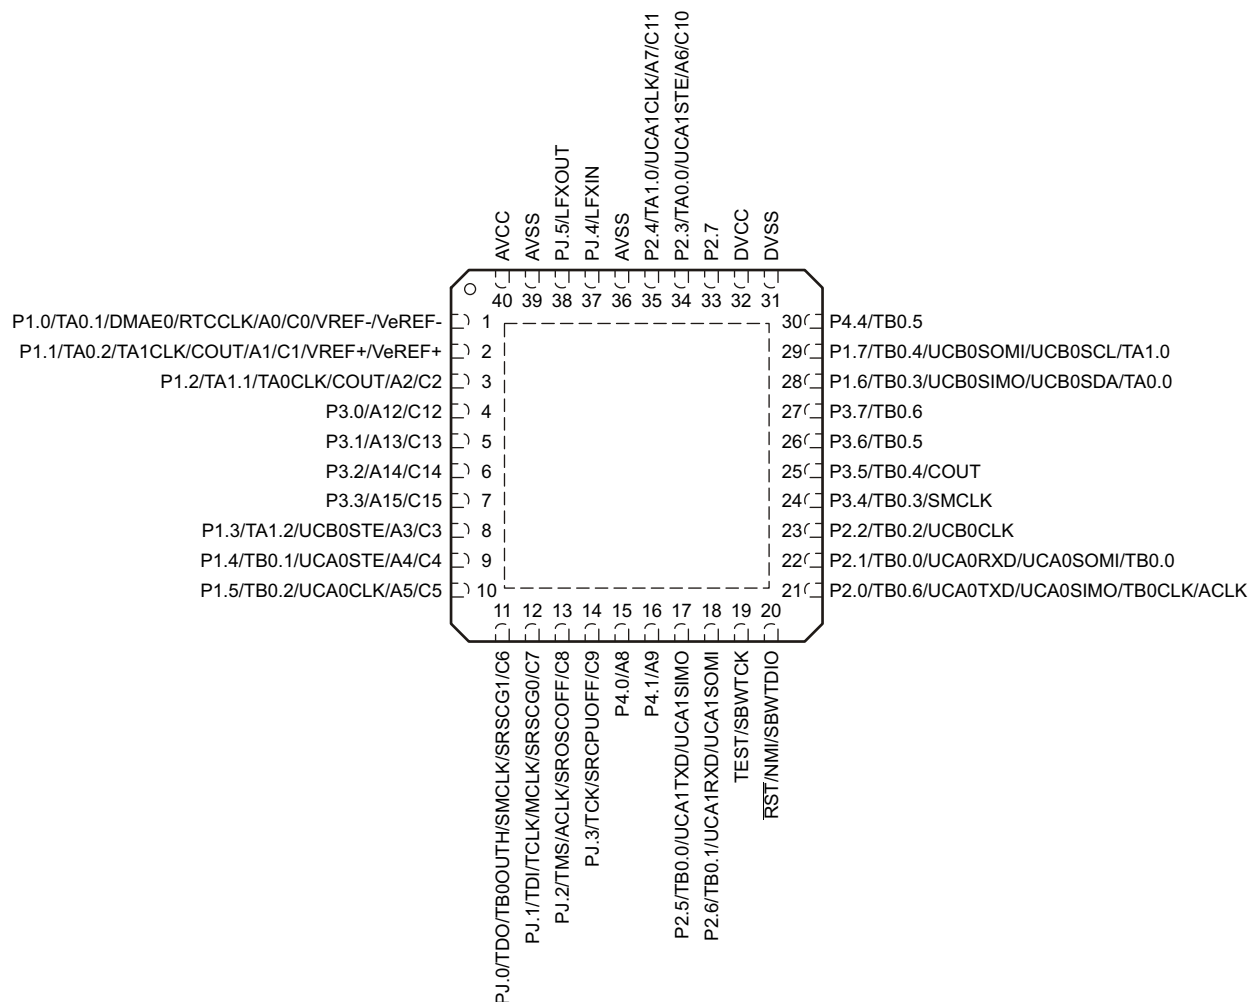 P2.4/TA1.0/UCA1CLK/A7/C11
P2.3/TA0.0/UCA1STE/A6/C10
AVCC
AVSS
PJ.5/LFXOUT
PJ.4/LFXIN
AVSS
P2.7
DVCC
DVSS
40 39 38 37 36 35 34 33 32 31
P1.0/TA0.1/DMAE0/RTCCLK/A0/C0/VREF-/VeREF- 1
P1.1/TA0.2/TA1CLK/COUT/A1/C1/VREF+/VeREF+ 2
P1.2/TA1.1/TA0CLK/COUT/A2/C2 3
P3.0/A12/C12 4
P3.1/A13/C13 5
P3.2/A14/C14 6
P3.3/A15/C15 7
P1.3/TA1.2/UCB0STE/A3/C3 8
P1.4/TB0.1/UCA0STE/A4/C4 9
P1.5/TB0.2/UCA0CLK/A5/C5 10
30 P4.4/TB0.5
29 P1.7/TB0.4/UCB0SOMI/UCB0SCL/TA1.0
28 P1.6/TB0.3/UCB0SIMO/UCB0SDA/TA0.0
27 P3.7/TB0.6
26 P3.6/TB0.5
25 P3.5/TB0.4/COUT
24 P3.4/TB0.3/SMCLK
23 P2.2/TB0.2/UCB0CLK
22 P2.1/TB0.0/UCA0RXD/UCA0SOMI/TB0.0
21 P2.0/TB0.6/UCA0TXD/UCA0SIMO/TB0CLK/ACLK
11 12 13 14 15 16 17 18 19 20
PJ.0/TDO/TB0OUTH/SMCLK/SRSCG1/C6
PJ.1/TDI/TCLK/MCLK/SRSCG0/C7
PJ.2/TMS/ACLK/SROSCOFF/C8
PJ.3/TCK/SRCPUOFF/C9
P4.0/A8
P4.1/A9
P2.5/TB0.0/UCA1TXD/UCA1SIMO
P2.6/TB0.1/UCA1RXD/UCA1SOMI
TEST/SBWTCK
RST/NMI/SBWTDIO